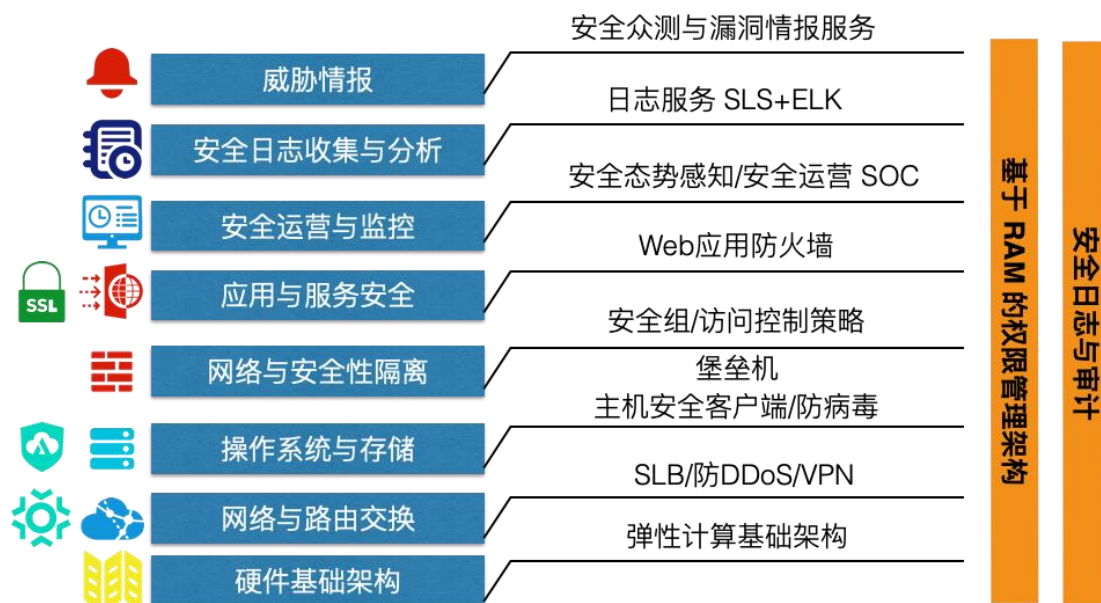 安全众测与漏洞情报服务
威胁情报
日志服务 SLS+ELK
安全日志收集与分析
安全态势感知/安全运营 SOC
安全运营与监控
Web应用防火墙
SSL
应用与服务安全
安全组/访问控制策略
网络与安全性隔离
堡垒机
主机安全客户端/防病毒
操作系统与存储
SLB/防DDoS/VPN
网络与路由交换
弹性计算基础架构
硬件基础架构
基于 RAM 的权限管理架构
安全日志与审计